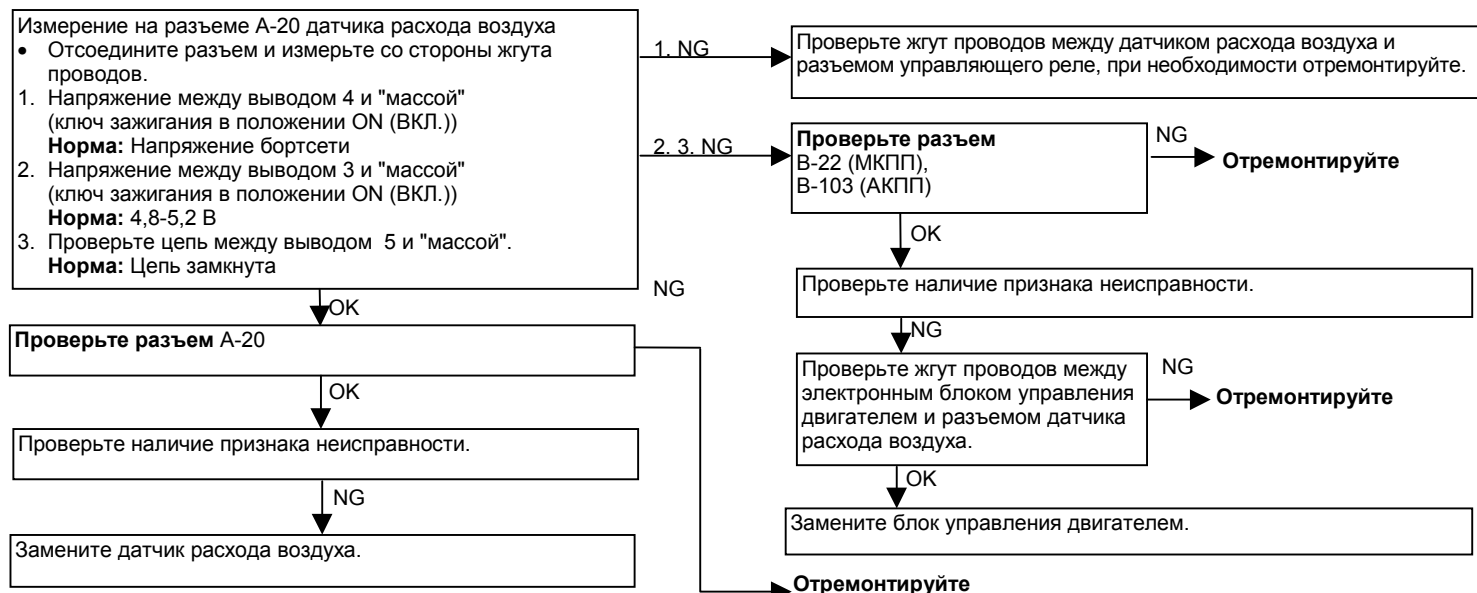 Измерение на разъеме A-20 датчика расхода воздуха
• Отсоедините разъем и измерьте со стороны жгута
проводов.
1. Напряжение между выводом 4 и "массой"
(ключ зажигания в положении ON (ВКЛ.))
Норма: Напряжение бортсети
2. Напряжение между выводом 3 и "массой"
(ключ зажигания в положении ON (ВКЛ.))
Норма: 4,8-5,2 В
3. Проверьте цепь между выводом 5 и "массой".
Норма: Цепь замкнута
1. NG
Проверьте жгут проводов между датчиком расхода воздуха и
разъемом управляющего реле, при необходимости отремонтируйте.
2. 3. NG
Проверьте разъем
B-22 (МКПП),
B-103 (АКПП)
NG
Отремонтируйте
OK
Проверьте наличие признака неисправности.
NG
Проверьте жгут проводов между
электронным блоком управления
двигателем и разъемом датчика
расхода воздуха.
NG
Отремонтируйте
OK
Замените блок управления двигателем.
OK
NG
Проверьте разъем A-20
OK
Проверьте наличие признака неисправности.
NG
Замените датчик расхода воздуха.
Отремонтируйте